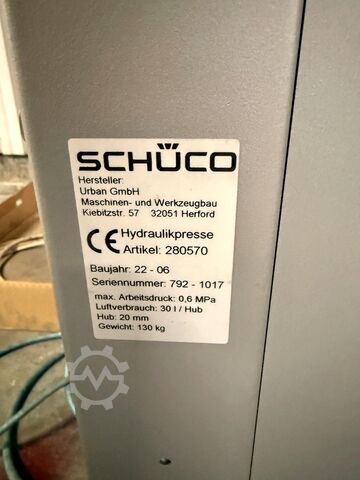 SCHÜCO
Hersteller:
Urban GmbH
Maschinen- und Werkzeugbau
Kiebitzstr. 57 32051 Herford
CE Hydraulikpresse
Artikel: 280570
Baujahr: 22 - 06
Seriennummer: 792 - 1017
max. Arbeitsdruck: 0,6 MPa
Luftverbrauch: 30 l / Hub
Hub: 20 mm
Gewicht: 130 kg